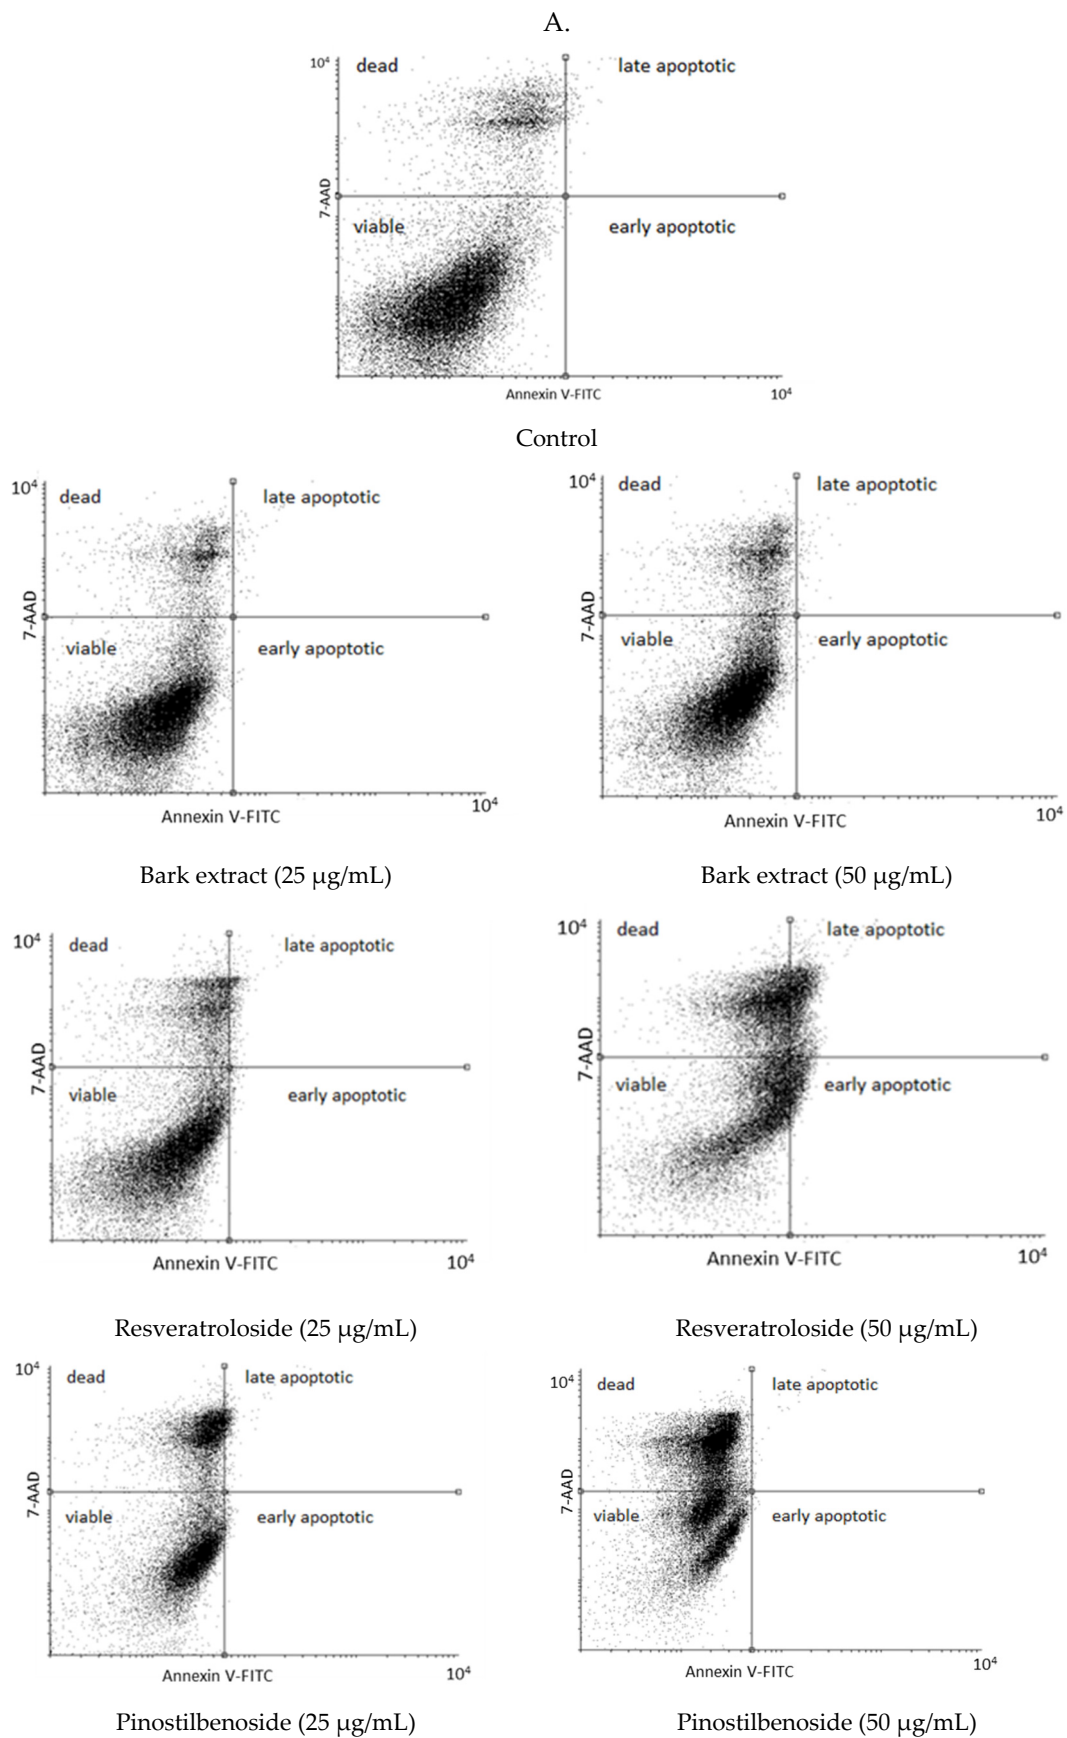 A.
10⁴ dead late apoptotic
7-AAD
viable early apoptotic
Annexin V-FITC 10⁴
Control
10⁴ dead late apoptotic
7-AAD
viable early apoptotic
Annexin V-FITC 10⁴
Bark extract (25 µg/mL)
10⁴ dead late apoptotic
7-AAD
viable early apoptotic
Annexin V-FITC 10⁴
Bark extract (50 µg/mL)
10⁴ dead late apoptotic
7-AAD
viable early apoptotic
Annexin V-FITC 10⁴
Resveratroloside (25 µg/mL)
10⁴ dead late apoptotic
7-AAD
viable early apoptotic
Annexin V-FITC 10⁴
Resveratroloside (50 µg/mL)
10⁴ dead late apoptotic
7-AAD
viable early apoptotic
Annexin V-FITC 10⁴
Pinostilbenoside (25 µg/mL)
10⁴ dead late apoptotic
7-AAD
viable early apoptotic
Annexin V-FITC 10⁴
Pinostilbenoside (50 µg/mL)